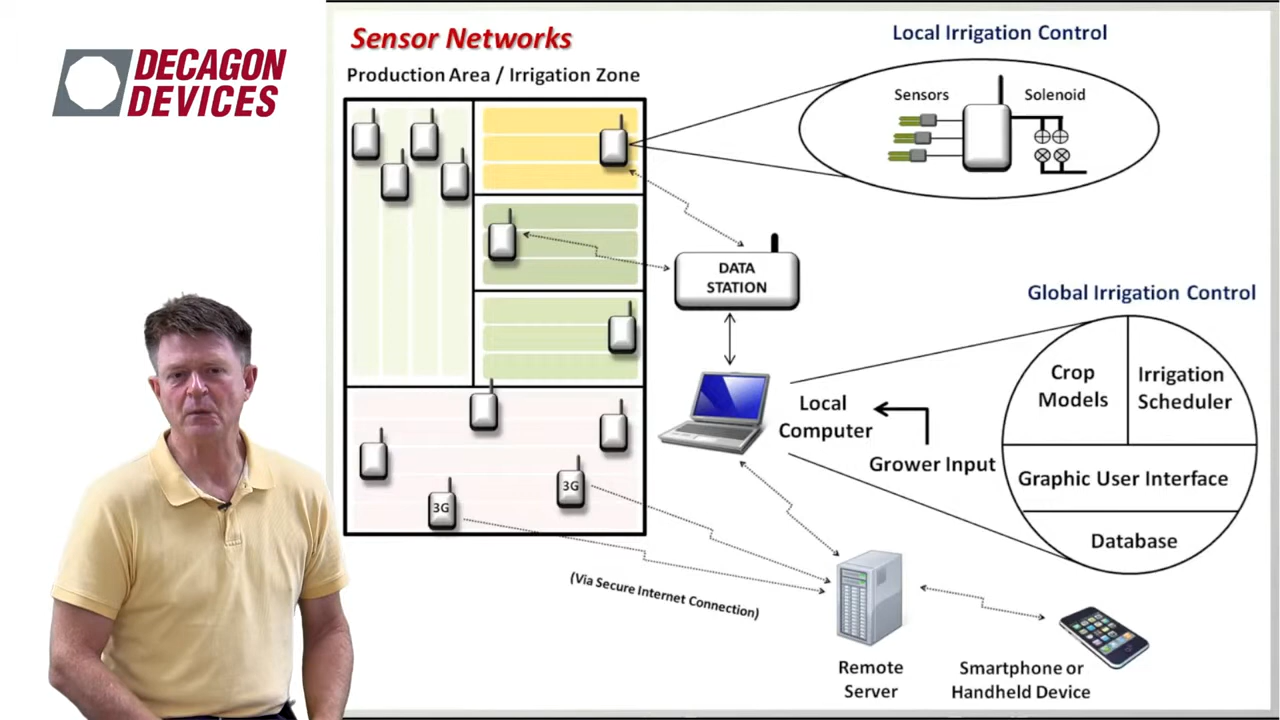 DECAGON
DEVICES
Sensor Networks
Production Area / Irrigation Zone
Local Irrigation Control
Sensors
Solenoid
DATA
STATION
Global Irrigation Control
Crop
Models
Irrigation
Scheduler
Graphic User Interface
Database
Local
Computer
Grower Input
3G
3G
(Via Secure Internet Connection)
Remote
Server
Smartphone or
Handheld Device